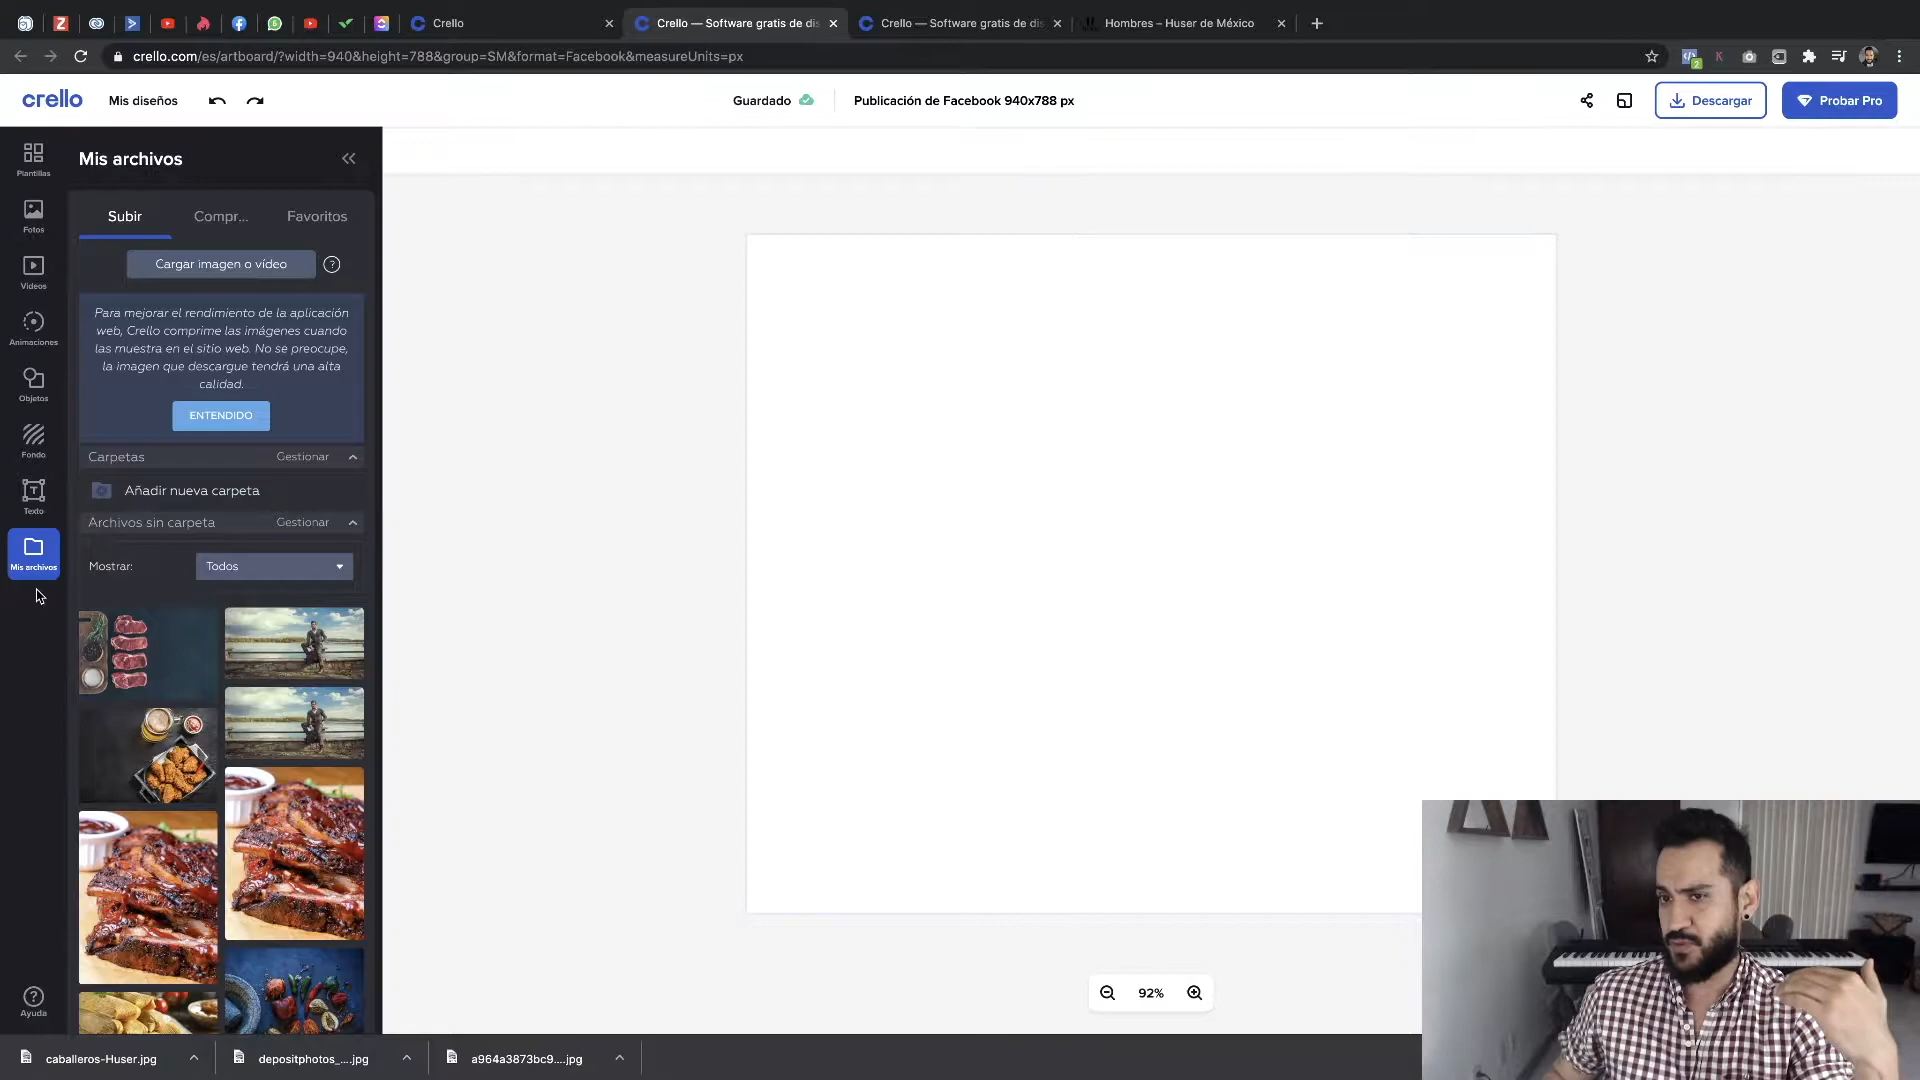 Crello
Crello — Software gratis de dis
Crello — Software gratis de dis
Hombres – Huser de México
crello.com/es/artboard/?width=940&height=788&group=SM&format=Facebook&measureUnits=px
crello
Mis diseños
Guardado
Publicación de Facebook 940x788 px
Descargar
Probar Pro
Plantillas
Fotos
Videos
Animaciones
Objetos
Fondo
Texto
Mis archivos
Ayuda
Mis archivos
Subir
Compr...
Favoritos
Cargar imagen o vídeo
?
Para mejorar el rendimiento de la aplicación
web, Crello comprime las imágenes cuando
las muestra en el sitio web. No se preocupe,
la imagen que descargue tendrá una alta
calidad.
ENTENDIDO
Carpetas
Gestionar
Añadir nueva carpeta
Archivos sin carpeta
Gestionar
Mostrar:
Todos
92%
caballeros-Huser.jpg
depositphotos_....jpg
a964a3873bc9....jpg